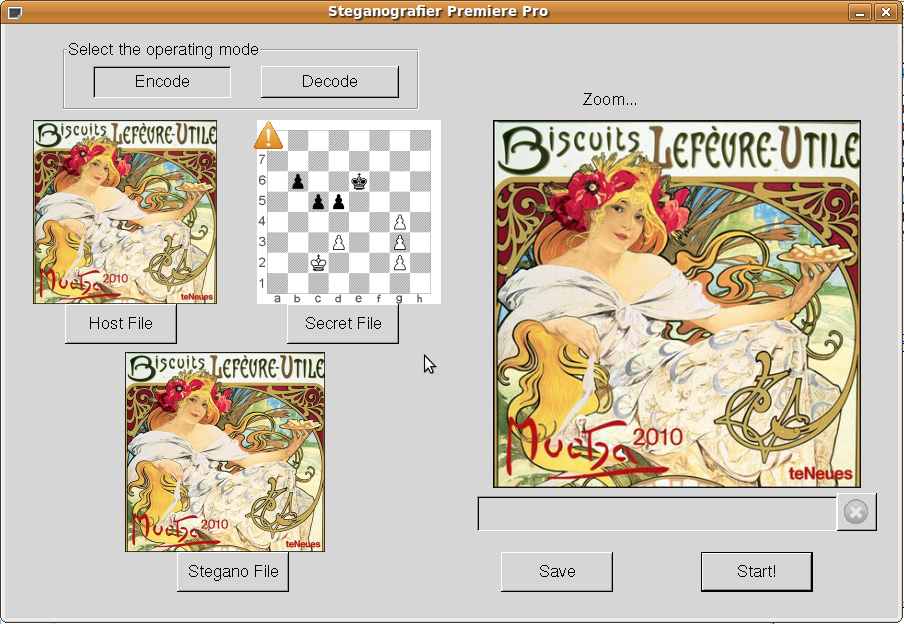 Steganografier Premiere Pro
Select the operating mode
Encode
Decode
Zoom...
Biscuits LEFÈVRE-UTILE
Mucha 2010
teNeues
7
6
5
4
3
2
1
a b c d e f g h
Biscuits LEFÈVRE-UTILE
Mucha 2010
teNeues
Host File
Secret File
Biscuits LEFÈVRE-UTILE
Mucha 2010
teNeues
Stegano File
Save
Start!